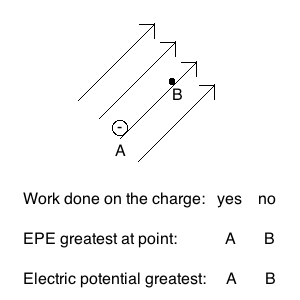 -
B
A
Work done on the charge: yes no
EPE greatest at point: A B
Electric potential greatest: A B